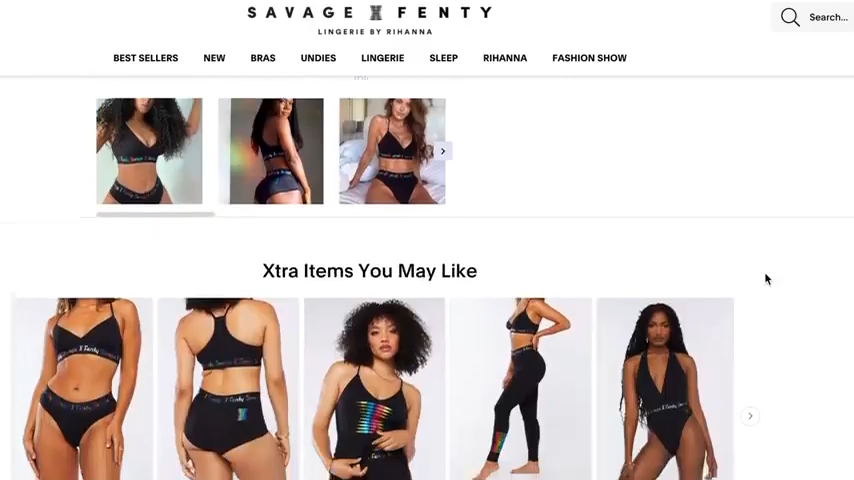 SAVAGE X FENTY
LINGERIE BY RIHANNA
Search...
BEST SELLERS NEW BRAS UNDIES LINGERIE SLEEP RIHANNA FASHION SHOW
Xtra Items You May Like